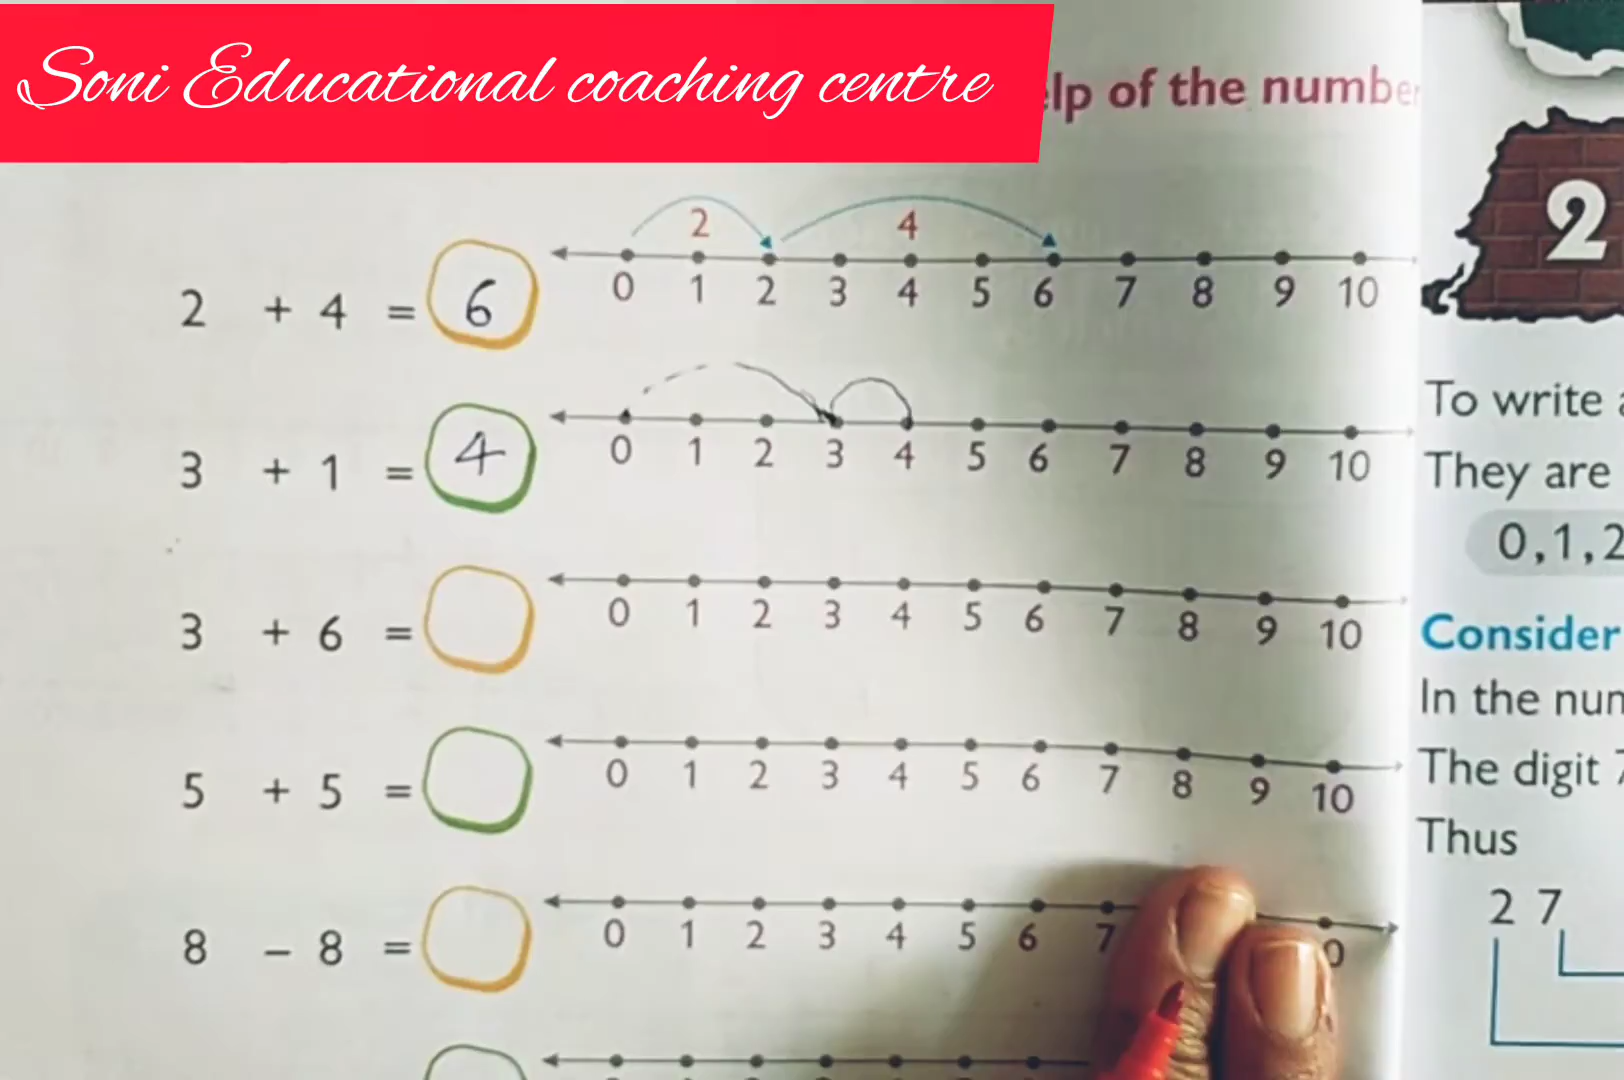 Soni Educational coaching centre
of the number
2 4
2 + 4 = 6
0 1 2 3 4 5 6 7 8 9 10
3 + 1 = 4
0 1 2 3 4 5 6 7 8 9 10
3 + 6 =
0 1 2 3 4 5 6 7 8 9 10
5 + 5 =
0 1 2 3 4 5 6 7 8 9 10
8 - 8 =
0 1 2 3 4 5 6 7 0
2
To write
They are
0,1,2
Consider
In the
The digit 7
Thus
2 7